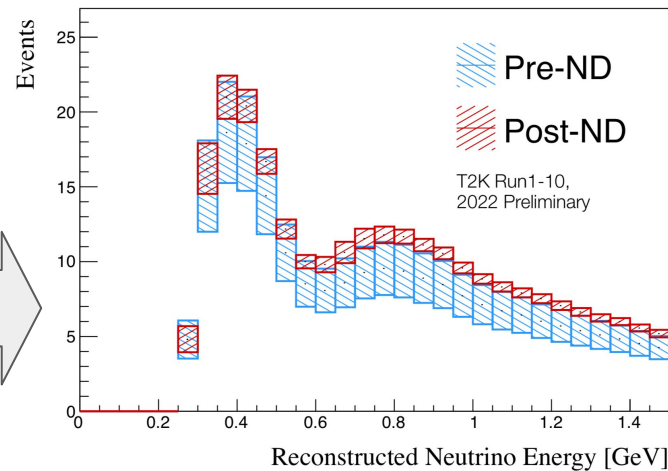 Events
25
20
15
10
5
0
Pre-ND
Post-ND
T2K Run1-10,
2022 Preliminary
0 0.2 0.4 0.6 0.8 1 1.2 1.4
Reconstructed Neutrino Energy [GeV]